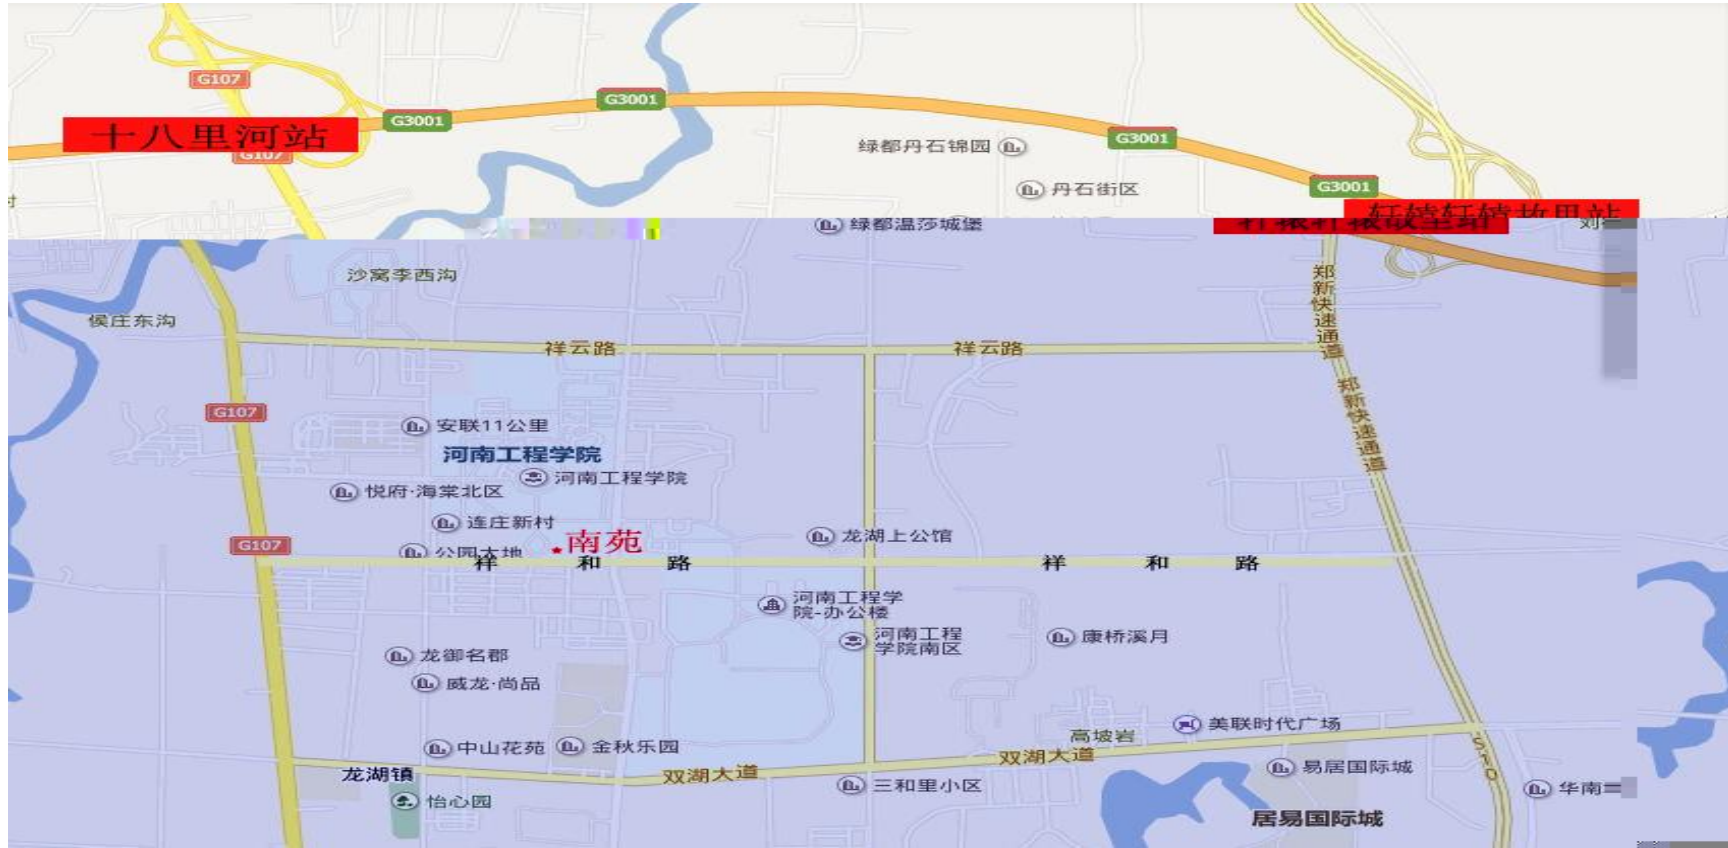 G107
G3001
G3001
十八里河站
G107
G3001
绿都丹石锦园
丹石街区
G3001
村
绿都温莎城堡
沙窝李西沟
郑新快速通道
侯庄东沟
祥云路
祥云路
郑新快速通道
G107
安联11公里
河南工程学院
河南工程学院
悦府·海棠北区
连庄新村
龙湖上公馆
G107
公园大地
南苑
祥和路
祥和路
河南工程学
院-办公楼
河南工程
学院南区
康桥溪月
龙御名郡
威龙·尚品
美联时代广场
高坡岩
中山花苑
金秋乐园
双湖大道
双湖大道
S10
龙湖镇
易居国际城
三和里小区
华南
怡心园
居易国际城